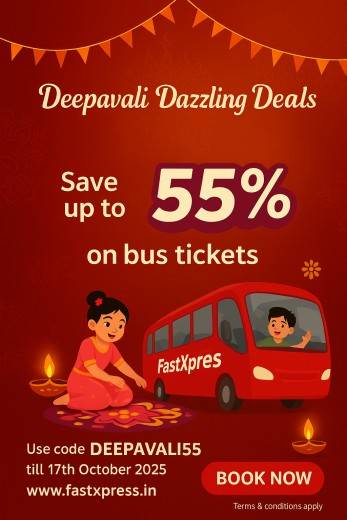 Deepavali Dazzling Deals
Save
up to
55%
on bus tickets
FastXpres
Use code DEEPAVALI55
till 17th October 2025
www.fastxpress.in
BOOK NOW
Terms & conditions apply